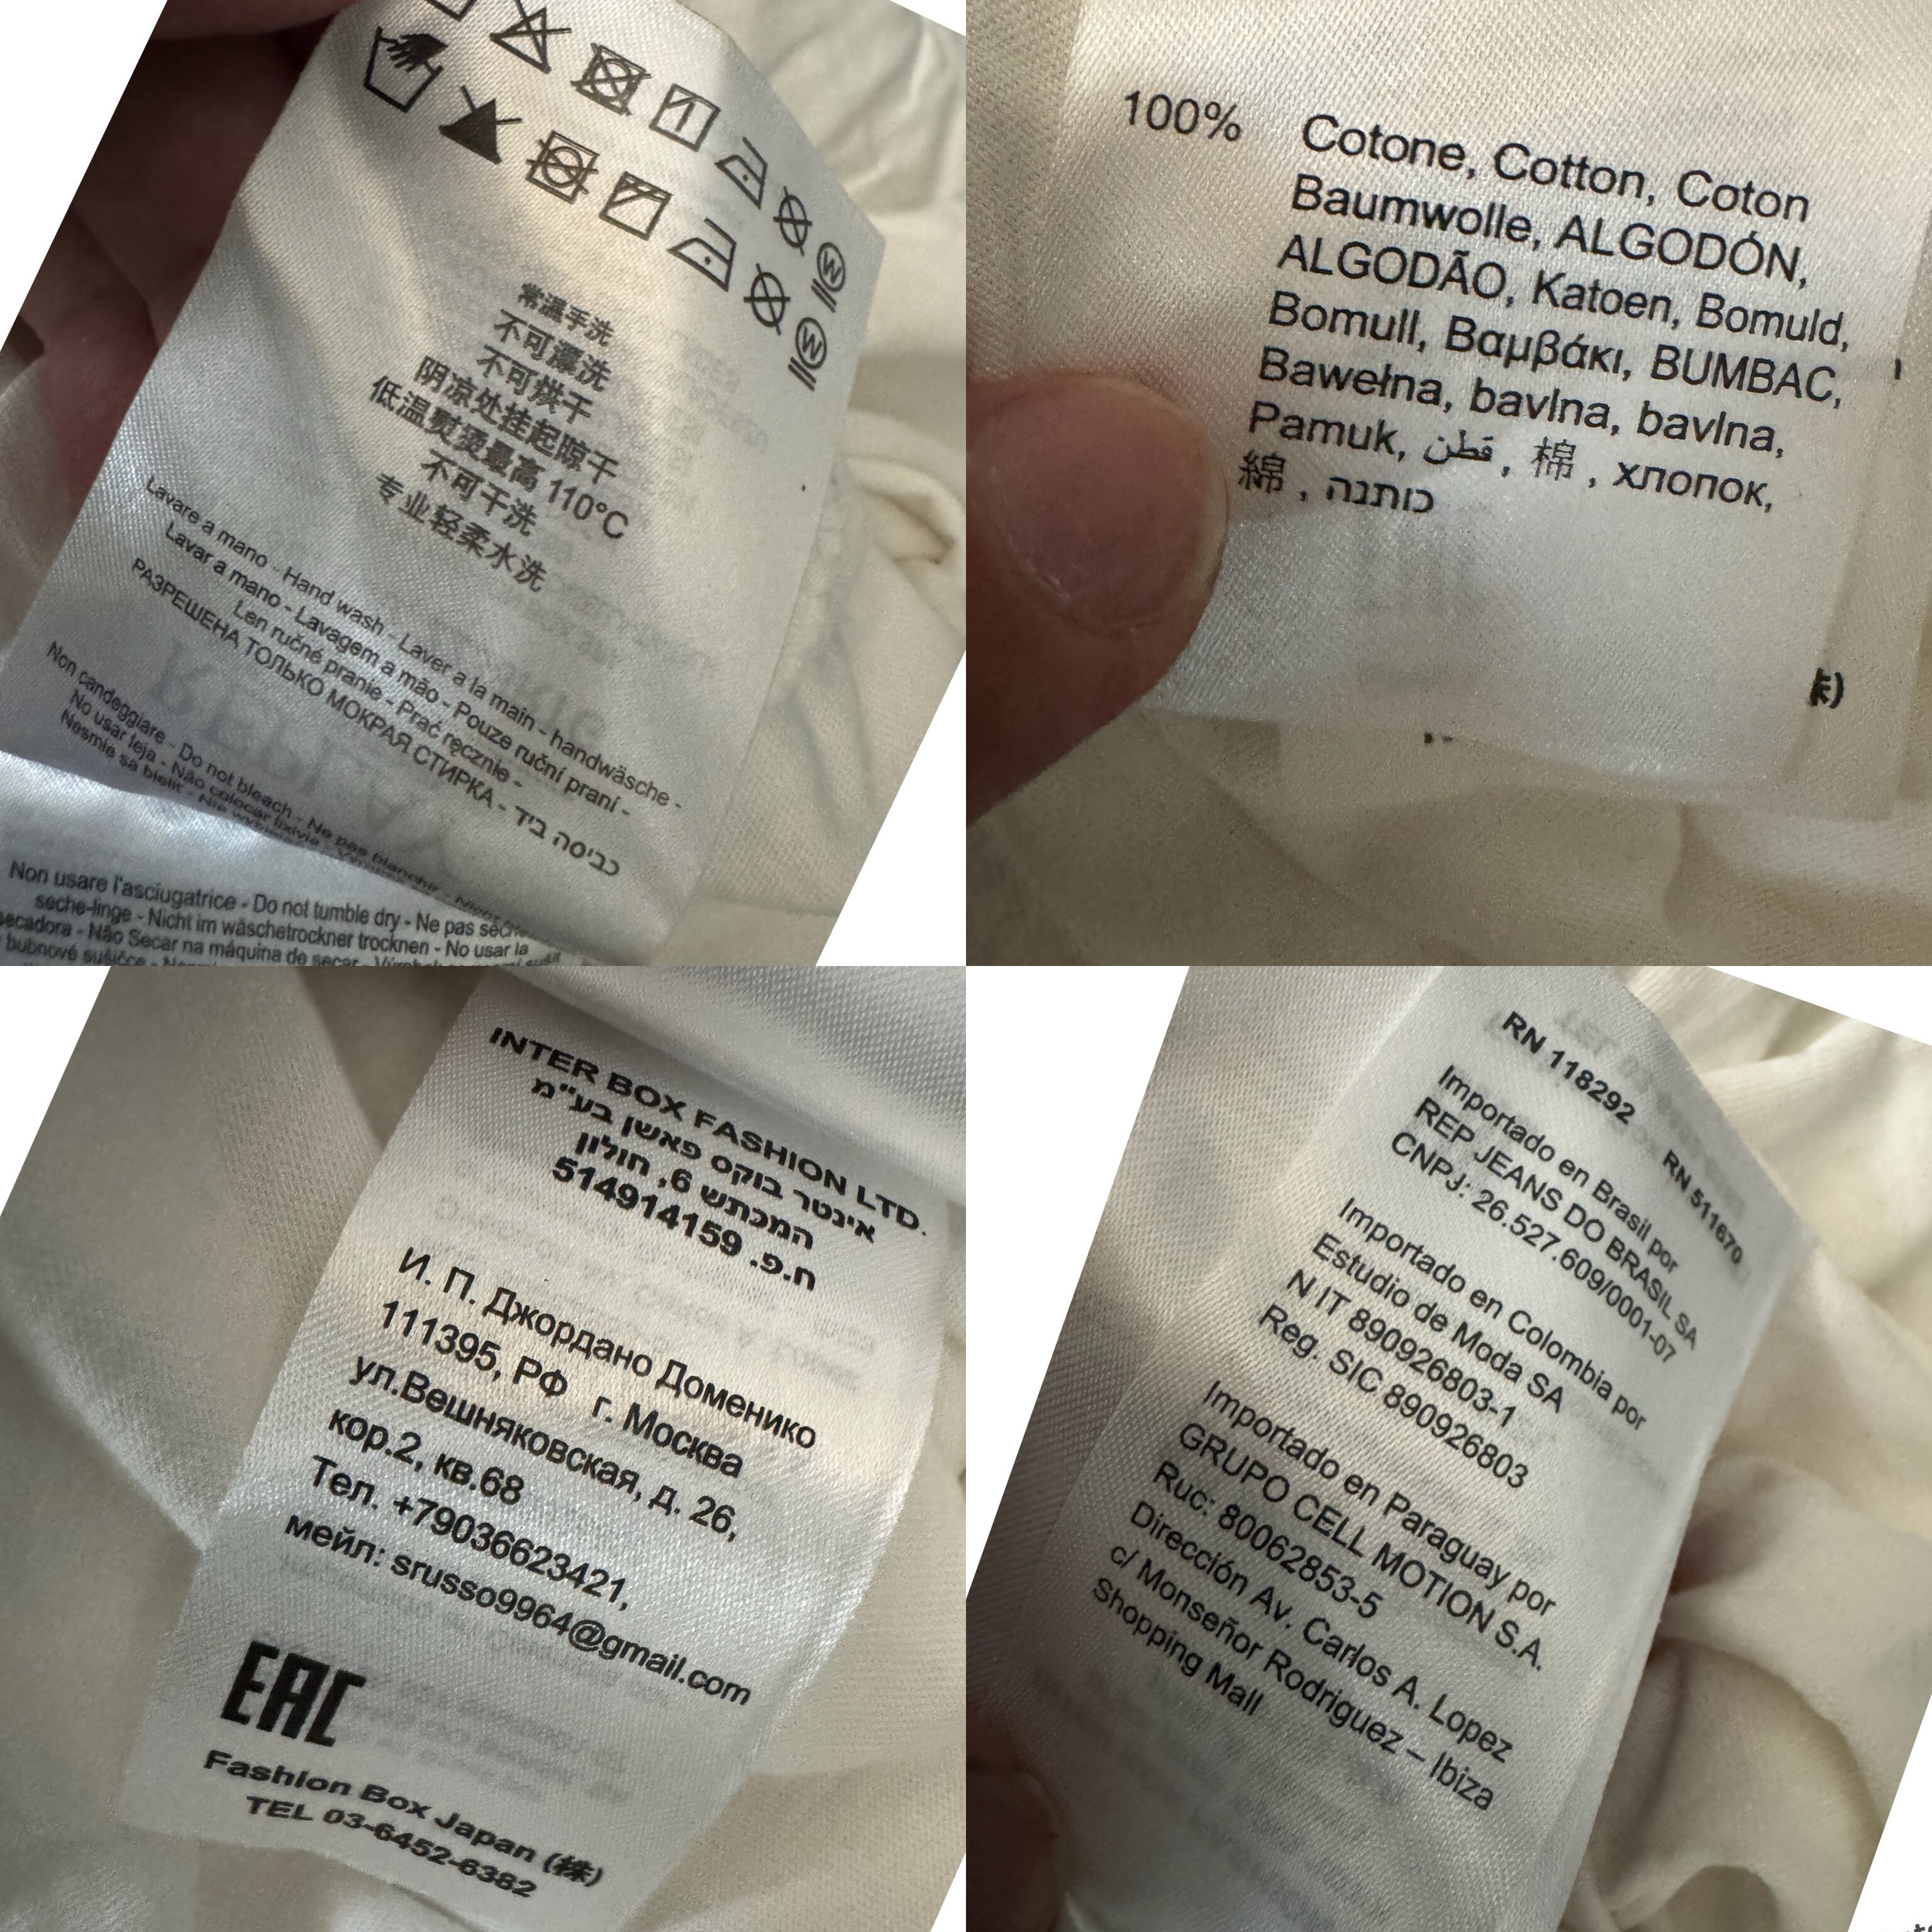 常温手洗
不可漂洗
不可烘干
阴凉处挂起晾干
低温熨烫最高 110°C
不可干洗
专业轻柔水洗
Lavare a mano - Hand wash - Laver a la main - handwäsche -
Lavar a mano - Lavagem a mão - Pouze ruční praní -
Len ručné pranie - Prać ręcznie -
РАЗРЕШЕНА ТОЛЬКО МОКРАЯ СТИРКА - כביסה ביד
Non candeggiare - Do not bleach - Ne pas blanchir - Nicht
No usar leja - Não colocar lixívia -
Nesmie sa bieliť - Nie
Non usare l'asciugatrice - Do not tumble dry - Ne pas
seche-linge - Nicht im wäschetrockner trocknen - No usar la
secadora - Não Secar na máquina de secar -
bubnové sušičce -
100% Cotone, Cotton, Coton
Baumwolle, ALGODÓN,
ALGODÃO, Katoen, Bomuld,
Bomull, Βαμβάκι, BUMBAC,
Bawełna, bavlna, bavlna,
Pamuk, قطن, 棉, хлопок,
綿, כותנה
INTER BOX FASHION LTD.
אינטר בוקס פאשן בע"מ
המכתש 6, חולון
ח.פ. 514914159
И. П. Джордано Доменико
111395, РФ г. Москва
ул.Вешняковская, д. 26,
кор.2, кв.68
Тел. +79036623421,
мейл: srusso9964@gmail.com
EAC
Fashion Box Japan (株)
TEL 03-6452-6382
RN 118292 RN 511670
Importado en Brasil por
REP JEANS DO BRASIL SA
CNPJ: 26.527.609/0001-07
Importado en Colombia por
Estudio de Moda SA
N IT 890926803-1
Reg. SIC 890926803
Importado en Paraguay por
GRUPO CELL MOTION S.A.
Ruc: 80062853-5
Dirección Av. Carlos A. Lopez
c/ Monseñor Rodriguez – Ibiza
Shopping Mall